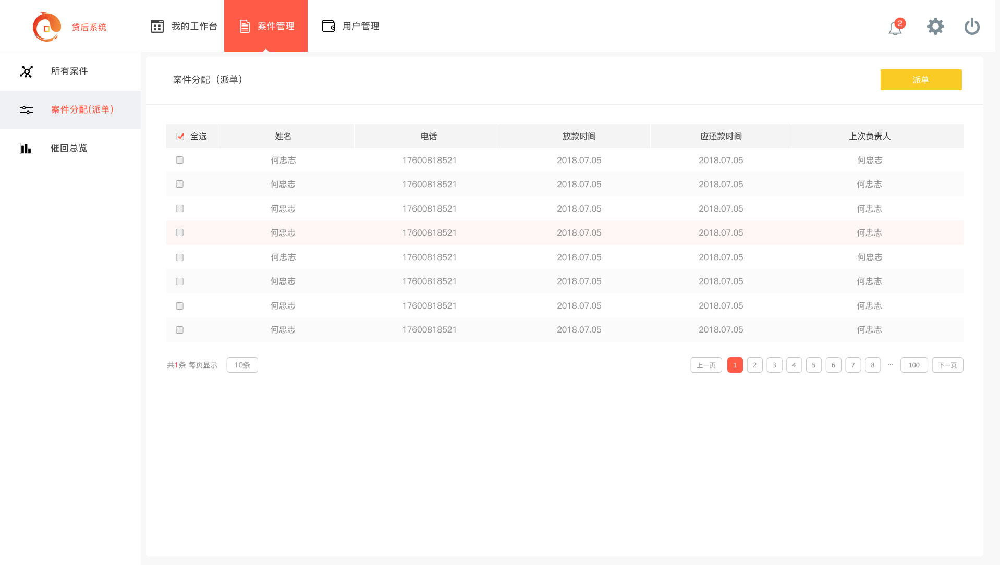 贷后系统 我的工作台 案件管理 用户管理 2
所有案件
案件分配(派单)
催回总览
案件分配（派单） 派单
全选 姓名 电话 放款时间 应还款时间 上次负责人
何忠志 17600818521 2018.07.05 2018.07.05 何忠志
何忠志 17600818521 2018.07.05 2018.07.05 何忠志
何忠志 17600818521 2018.07.05 2018.07.05 何忠志
何忠志 17600818521 2018.07.05 2018.07.05 何忠志
何忠志 17600818521 2018.07.05 2018.07.05 何忠志
何忠志 17600818521 2018.07.05 2018.07.05 何忠志
何忠志 17600818521 2018.07.05 2018.07.05 何忠志
何忠志 17600818521 2018.07.05 2018.07.05 何忠志
共1条 每页显示 10条 上一页 1 2 3 4 5 6 7 8 ... 100 下一页